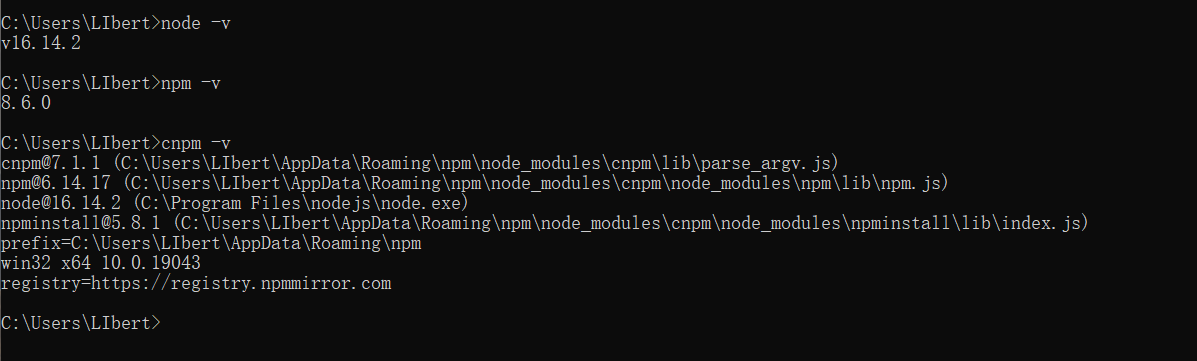 C:\Users\LIbert>node -v
v16.14.2
C:\Users\LIbert>npm -v
8.6.0
C:\Users\LIbert>cnpm -v
cnpm@7.1.1 (C:\Users\LIbert\AppData\Roaming\npm\node_modules\cnpm\lib\parse_argv.js)
npm@6.14.17 (C:\Users\LIbert\AppData\Roaming\npm\node_modules\cnpm\node_modules\npm\lib\npm.js)
node@16.14.2 (C:\Program Files\nodejs\node.exe)
npminstall@5.8.1 (C:\Users\LIbert\AppData\Roaming\npm\node_modules\cnpm\node_modules\npminstall\lib\index.js)
prefix=C:\Users\LIbert\AppData\Roaming\npm
win32 x64 10.0.19043
registry=https://registry.npmmirror.com
C:\Users\LIbert>